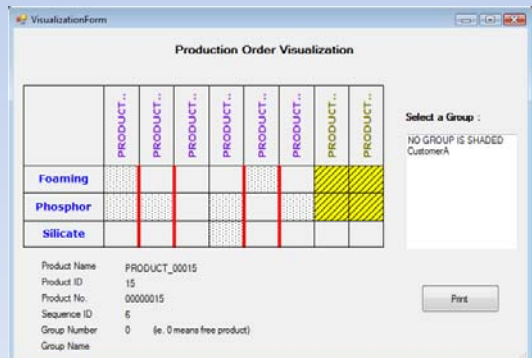 VisualizationForm
Production Order Visualization
PRODUCT... PRODUCT... PRODUCT... PRODUCT... PRODUCT... PRODUCT... PRODUCT... PRODUCT...
Foaming
Phosphor
Silicate
Select a Group :
NO GROUP IS SHADED
CustomerA
Product Name PRODUCT_00015
Product ID 15
Product No. 00000015
Sequence ID 6
Group Number 0 (ie. 0 means free product)
Group Name
Print